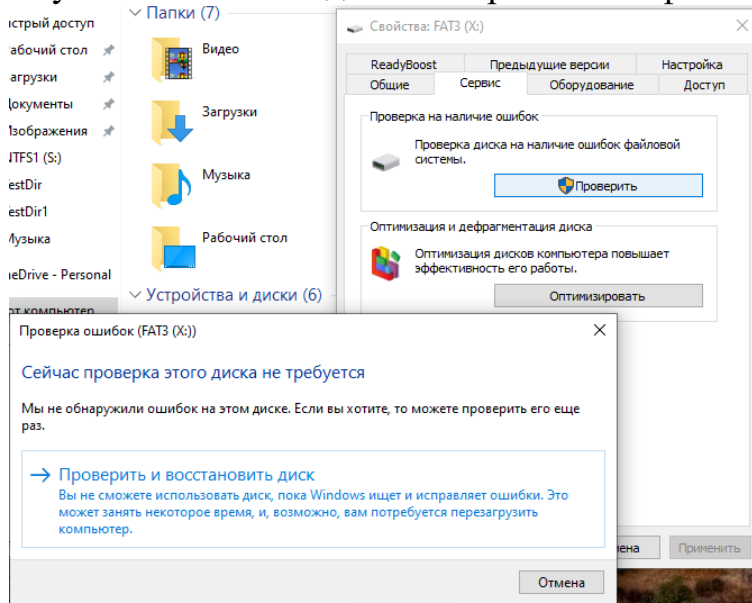 Папки (7)
Видео
Загрузки
Музыка
Рабочий стол
Устройства и диски (6)
NTFS1 (S:)
Свойства: FAT3 (X:)
ReadyBoost
Предыдущие версии
Настройка
Общие
Сервис
Оборудование
Доступ
Проверка на наличие ошибок
Проверка диска на наличие ошибок файловой
системы.
Проверить
Оптимизация и дефрагментация диска
Оптимизация дисков компьютера повышает
эффективность его работы.
Оптимизировать
Применить
Проверка ошибок (FAT3 (X:))
Сейчас проверка этого диска не требуется
Мы не обнаружили ошибок на этом диске. Если вы хотите, то можете проверить его еще
раз.
Проверить и восстановить диск
Вы не сможете использовать диск, пока Windows ищет и исправляет ошибки. Это
может занять некоторое время, и, возможно, вам потребуется перезагрузить
компьютер.
Отмена